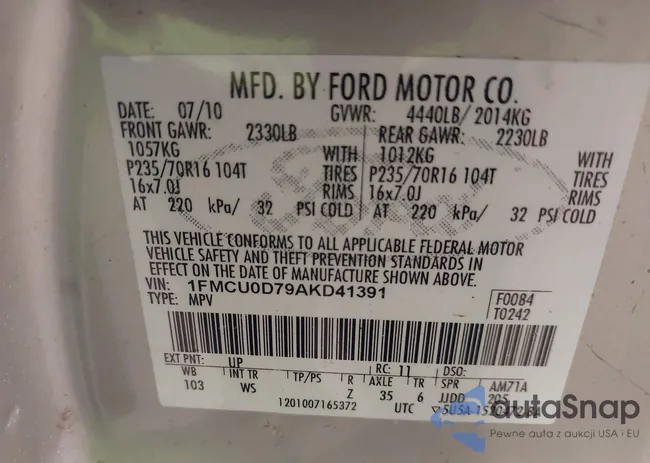 MFD. BY FORD MOTOR CO.
DATE: 07/10 GVWR: 4440LB/ 2014KG
FRONT GAWR: 2330LB REAR GAWR: 2230LB
1057KG WITH 1012KG WITH
P235/70R16 104T TIRES P235/70R16 104T TIRES
16x7.0J RIMS 16x7.0J RIMS
AT 220 kPa/ 32 PSI COLD AT 220 kPa/ 32 PSI COLD
THIS VEHICLE CONFORMS TO ALL APPLICABLE FEDERAL MOTOR
VEHICLE SAFETY AND THEFT PREVENTION STANDARDS IN
EFFECT ON THE DATE OF MANUFACTURE SHOWN ABOVE.
VIN: 1FMCU0D79AKD41391 F0084
TYPE: MPV T0242
EXT PNT: UP RC: 11 DSO:
WB INT TR TP/PS R AXLE TR SPR AM71A
103 WS Z 35 6 JJDD 205
1201007165372 UTC
autoSnap
Pewne auta z aukcji USA i EU